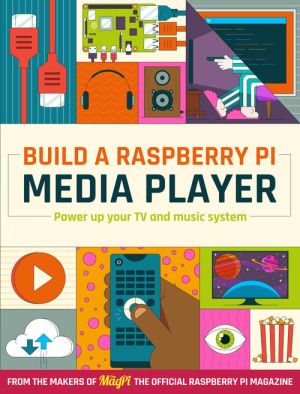 BUILD A RASPBERRY PI
MEDIA PLAYER
Power up your TV and music system
FROM THE MAKERS OF MagPi THE OFFICIAL RASPBERRY PI MAGAZINE